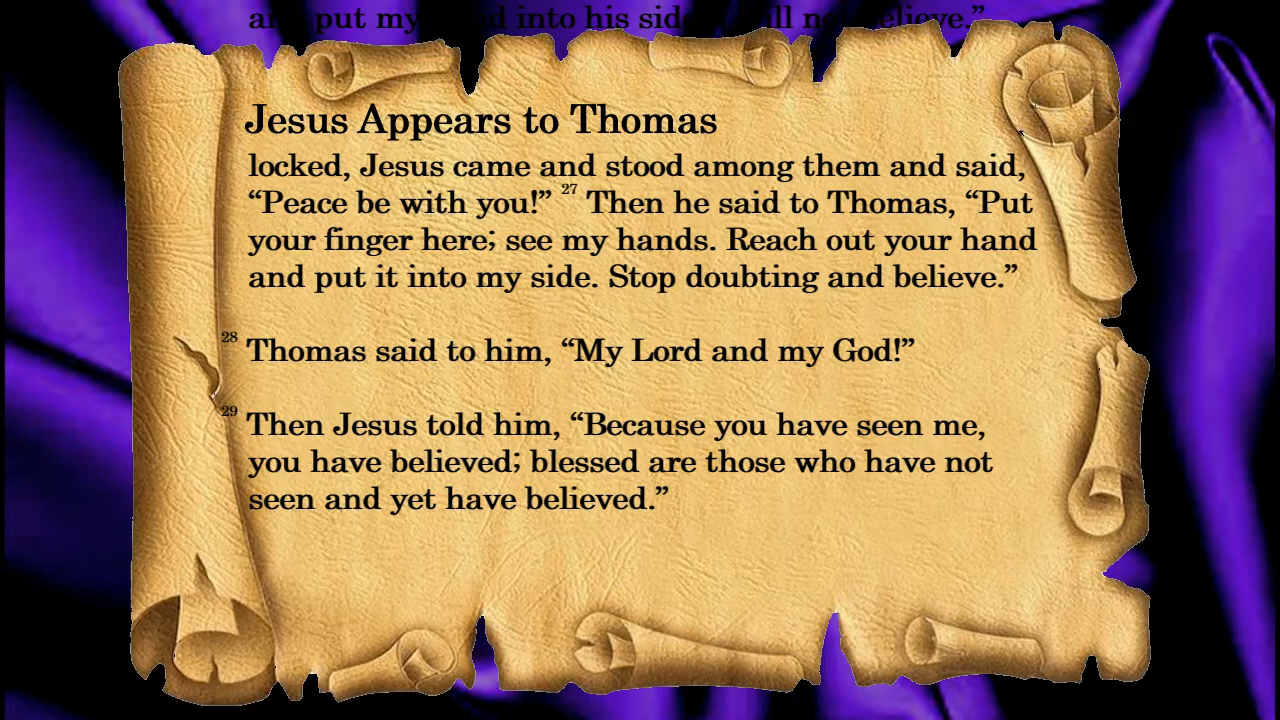 put my into his
Jesus Appears to Thomas
locked, Jesus came and stood among them and said,
“Peace be with you!” 27 Then he said to Thomas, “Put
your finger here; see my hands. Reach out your hand
and put it into my side. Stop doubting and believe.”
28 Thomas said to him, “My Lord and my God!”
29 Then Jesus told him, “Because you have seen me,
you have believed; blessed are those who have not
seen and yet have believed.”